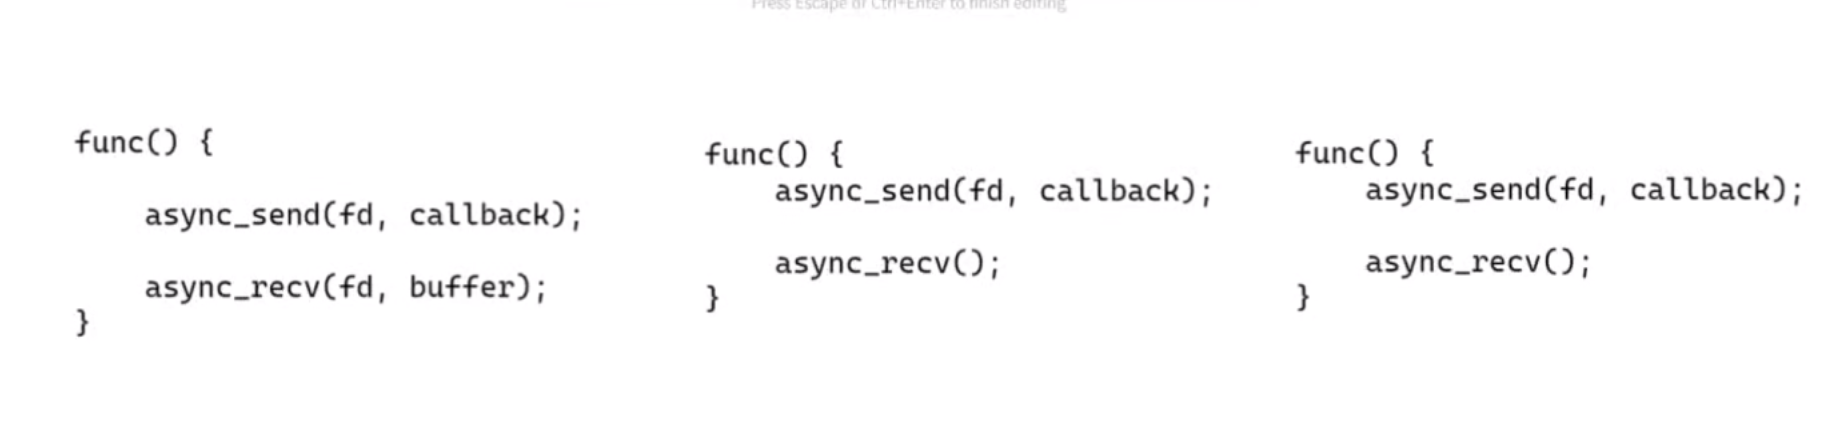 Press Escape or Ctrl+Enter to finish editing
func() {
async_send(fd, callback);
async_recv(fd, buffer);
}
func() {
async_send(fd, callback);
async_recv();
}
func() {
async_send(fd, callback);
async_recv();
}